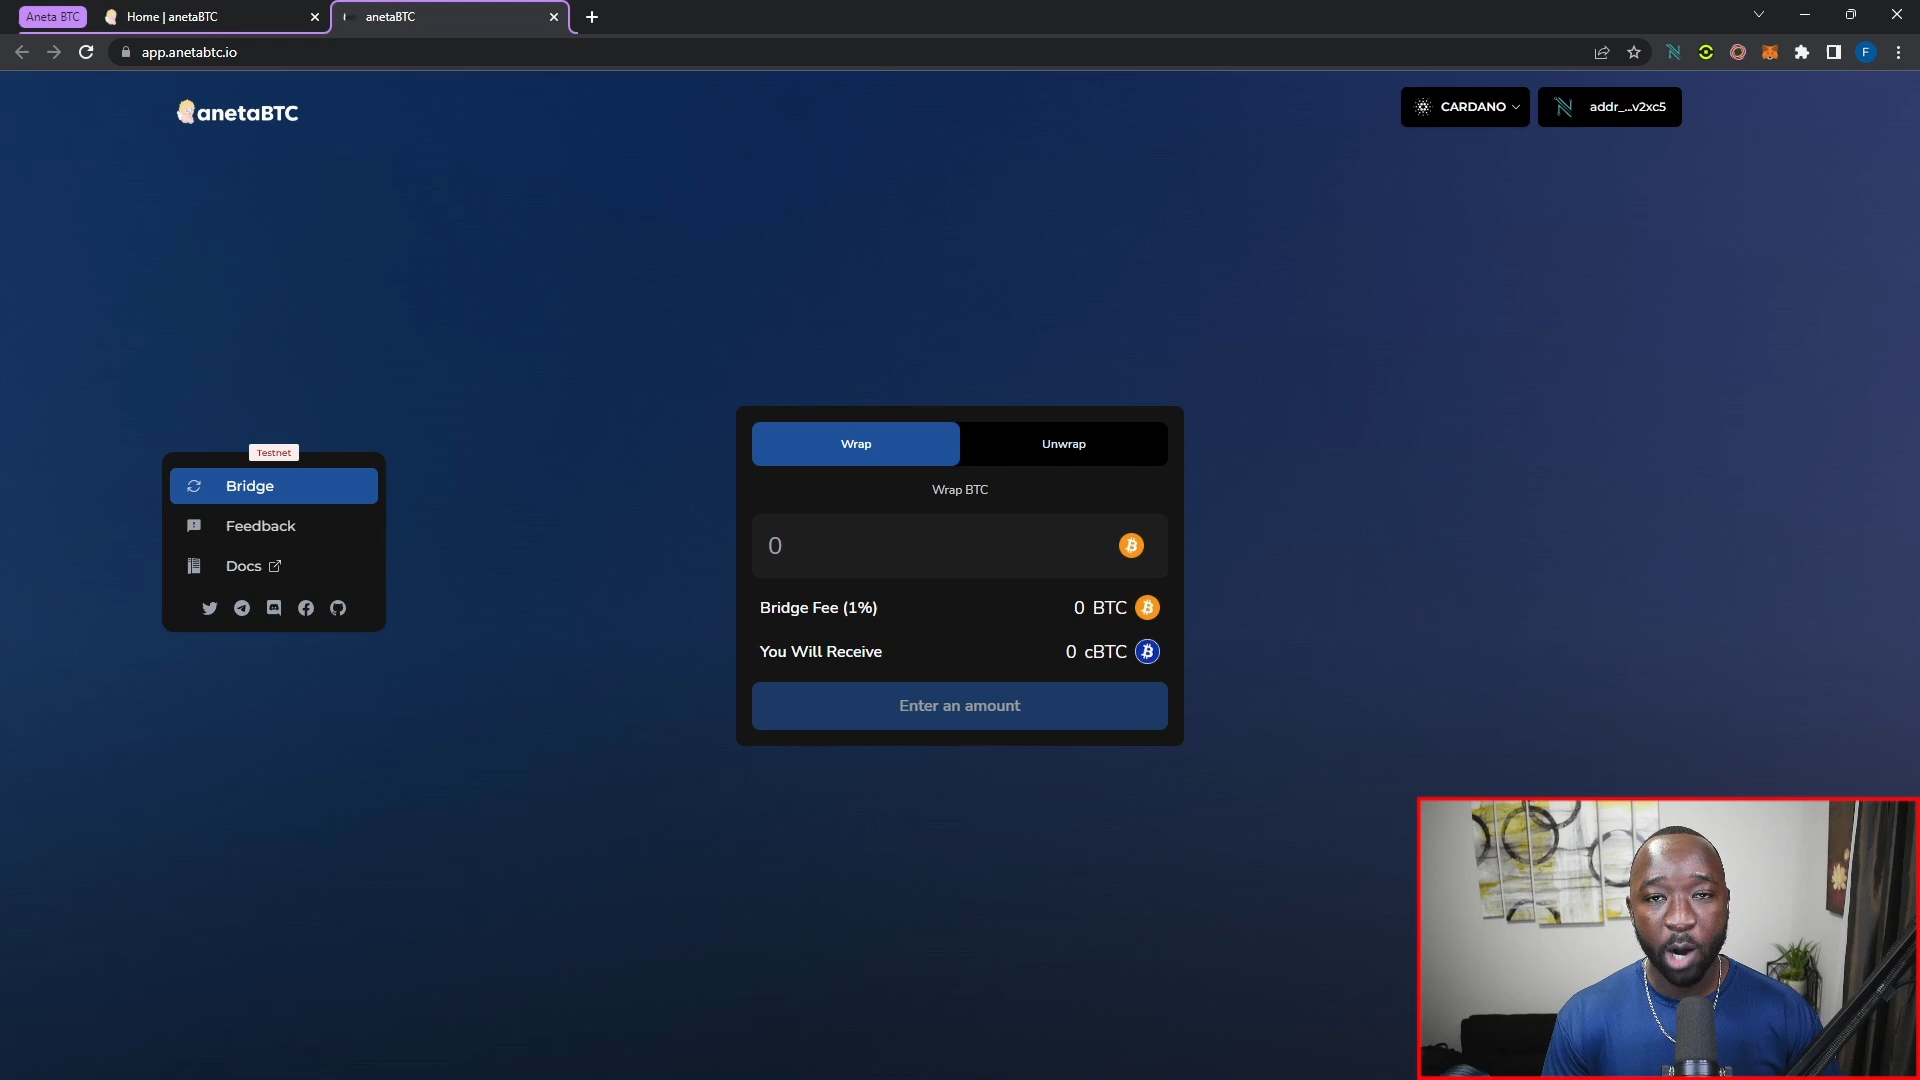 Aneta BTC
Home | anetaBTC
anetaBTC
app.anetabtc.io
F
anetaBTC
CARDANO
addr_...v2xc5
Testnet
Bridge
Feedback
Docs
Wrap
Unwrap
Wrap BTC
0
Bridge Fee (1%)
0 BTC
You Will Receive
0 cBTC
Enter an amount